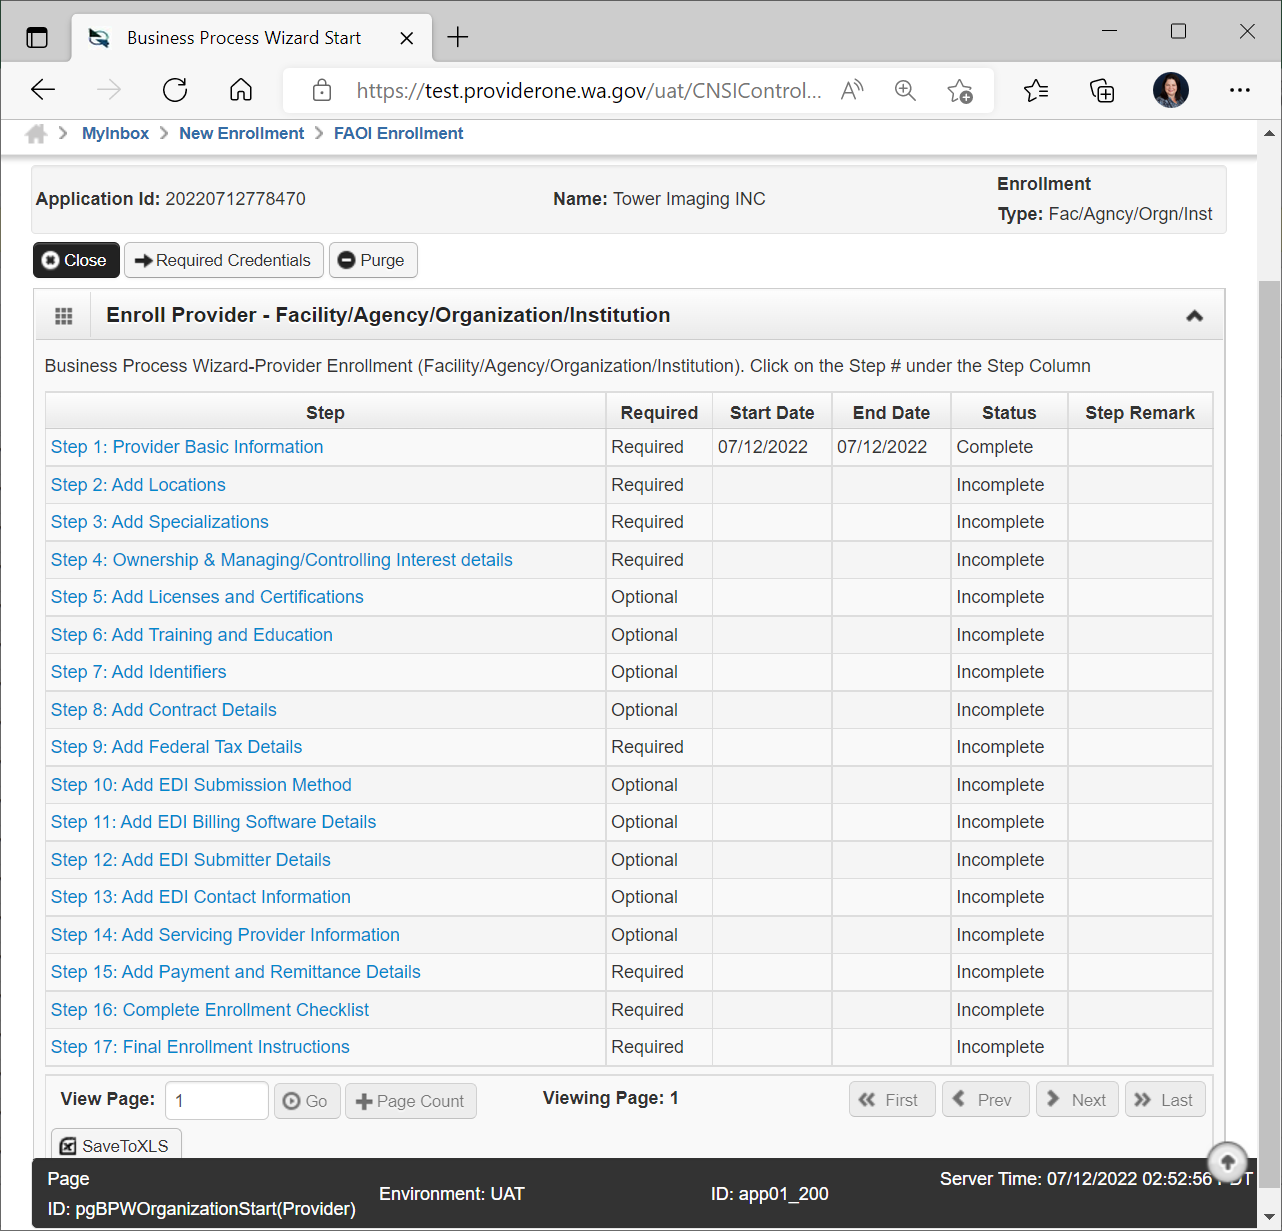 Business Process Wizard Start
https://test.providerone.wa.gov/uat/CNSIControl...
MyInbox > New Enrollment > FAOI Enrollment
Application Id: 20220712778470 Name: Tower Imaging INC Enrollment Type: Fac/Agncy/Orgn/Inst
Close Required Credentials Purge
Enroll Provider - Facility/Agency/Organization/Institution
Business Process Wizard-Provider Enrollment (Facility/Agency/Organization/Institution). Click on the Step # under the Step Column
Step Required Start Date End Date Status Step Remark
Step 1: Provider Basic Information Required 07/12/2022 07/12/2022 Complete
Step 2: Add Locations Required Incomplete
Step 3: Add Specializations Required Incomplete
Step 4: Ownership & Managing/Controlling Interest details Required Incomplete
Step 5: Add Licenses and Certifications Optional Incomplete
Step 6: Add Training and Education Optional Incomplete
Step 7: Add Identifiers Optional Incomplete
Step 8: Add Contract Details Optional Incomplete
Step 9: Add Federal Tax Details Required Incomplete
Step 10: Add EDI Submission Method Optional Incomplete
Step 11: Add EDI Billing Software Details Optional Incomplete
Step 12: Add EDI Submitter Details Optional Incomplete
Step 13: Add EDI Contact Information Optional Incomplete
Step 14: Add Servicing Provider Information Optional Incomplete
Step 15: Add Payment and Remittance Details Required Incomplete
Step 16: Complete Enrollment Checklist Required Incomplete
Step 17: Final Enrollment Instructions Required Incomplete
View Page: 1 Go Page Count Viewing Page: 1 First Prev Next Last
SaveToXLS
Page ID: pgBPWOrganizationStart(Provider) Environment: UAT ID: app01_200 Server Time: 07/12/2022 02:52:56